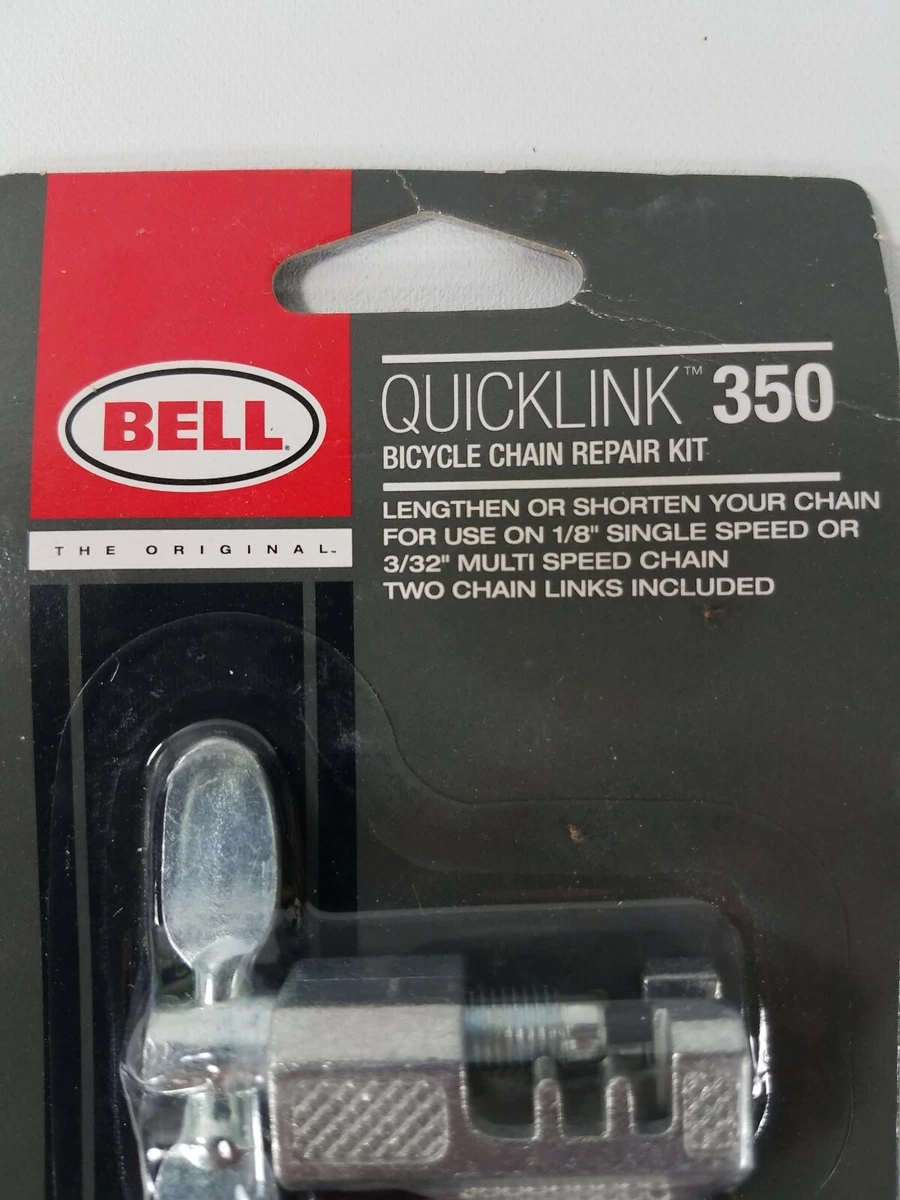 BELL
THE ORIGINAL™
QUICKLINK™ 350
BICYCLE CHAIN REPAIR KIT
LENGTHEN OR SHORTEN YOUR CHAIN
FOR USE ON 1/8" SINGLE SPEED OR
3/32" MULTI SPEED CHAIN
TWO CHAIN LINKS INCLUDED